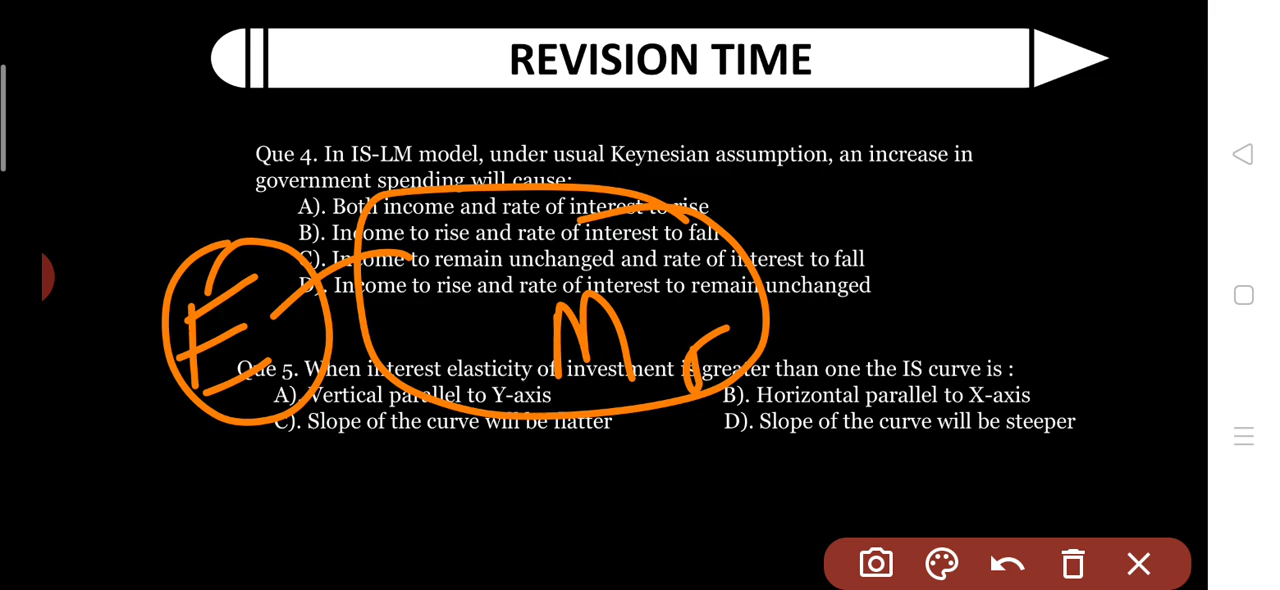 REVISION TIME
Que 4. In IS-LM model, under usual Keynesian assumption, an increase in
government spending will cause:
A). Both income and rate of interest to rise
B). Income to rise and rate of interest to fall
C). Income to remain unchanged and rate of interest to fall
D). Income to rise and rate of interest to remain unchanged
E
M
Que 5. When interest elasticity of investment is greater than one the IS curve is :
A). Vertical parallel to Y-axis B). Horizontal parallel to X-axis
C). Slope of the curve will be flatter D). Slope of the curve will be steeper